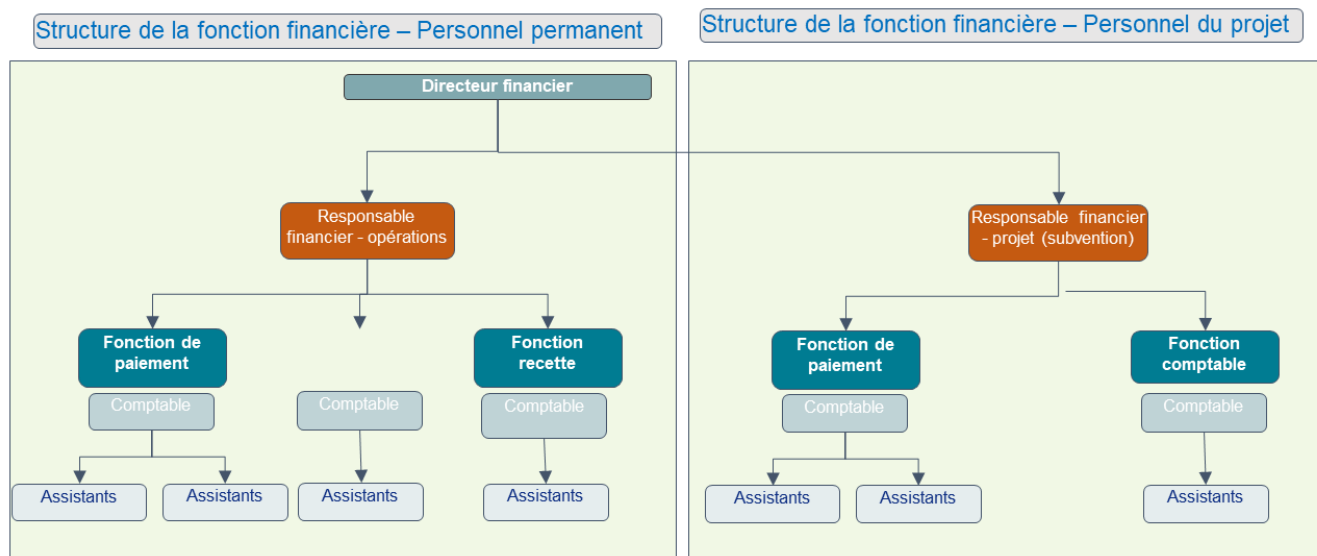 Structure de la fonction financière – Personnel permanent
Structure de la fonction financière – Personnel du projet
Directeur financier
Responsable
financier - opérations
Responsable financier
- projet (subvention)
Fonction de
paiement
Fonction
recette
Fonction de
paiement
Fonction
comptable
Comptable
Comptable
Comptable
Comptable
Comptable
Assistants
Assistants
Assistants
Assistants
Assistants
Assistants
Assistants